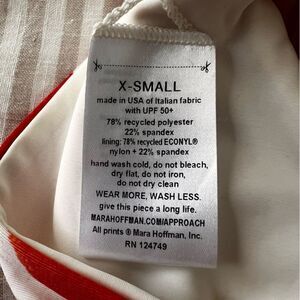 X-SMALL
made in USA of Italian fabric
with UPF 50+
78% recycled polyester
22% spandex
lining: 78% recycled ECONYL®
nylon + 22% spandex
hand wash cold, do not bleach,
dry flat, do not iron,
do not dry clean
WEAR MORE, WASH LESS.
give this piece a long life.
MARAHOFFMAN.COM/APPROACH
All prints ® Mara Hoffman, Inc.
RN 124749